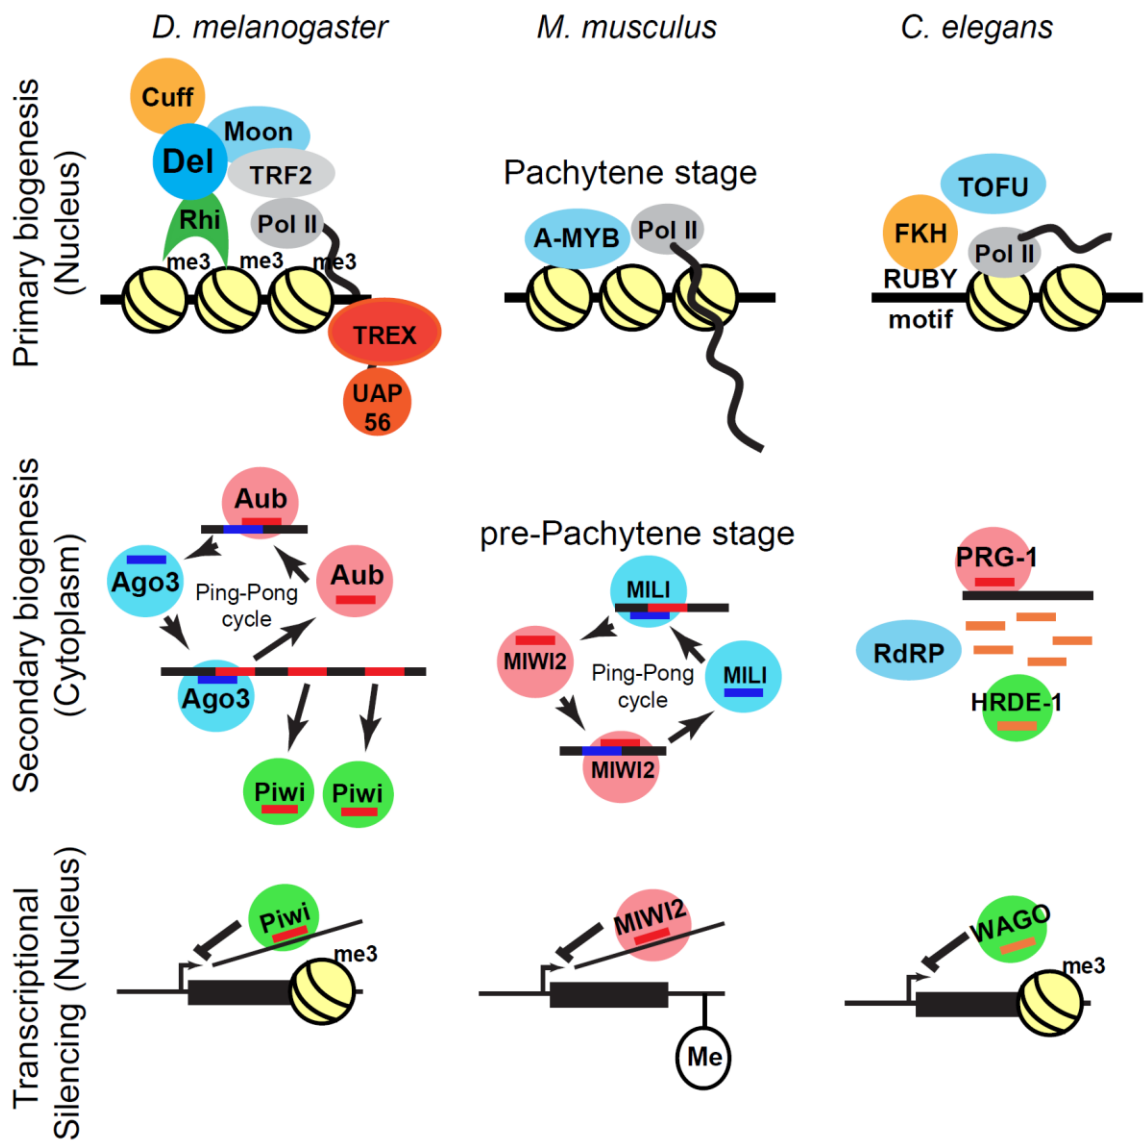 D. melanogaster
M. musculus
C. elegans
Primary biogenesis
(Nucleus)
Cuff
Moon
Del
TRF2
Rhi
Pol II
me3
me3
me3
TREX
UAP
56
Pachytene stage
A-MYB
Pol II
TOFU
FKH
Pol II
RUBY
motif
Secondary biogenesis
(Cytoplasm)
Aub
Ago3
Aub
Ping-Pong
cycle
Ago3
Piwi
Piwi
pre-Pachytene stage
MILI
MIWI2
Ping-Pong
cycle
MILI
MIWI2
PRG-1
RdRP
HRDE-1
Transcriptional
Silencing (Nucleus)
Piwi
me3
MIWI2
Me
WAGO
me3